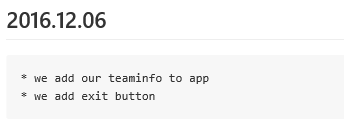 2016.12.06
* we add our teaminfo to app
* we add exit button